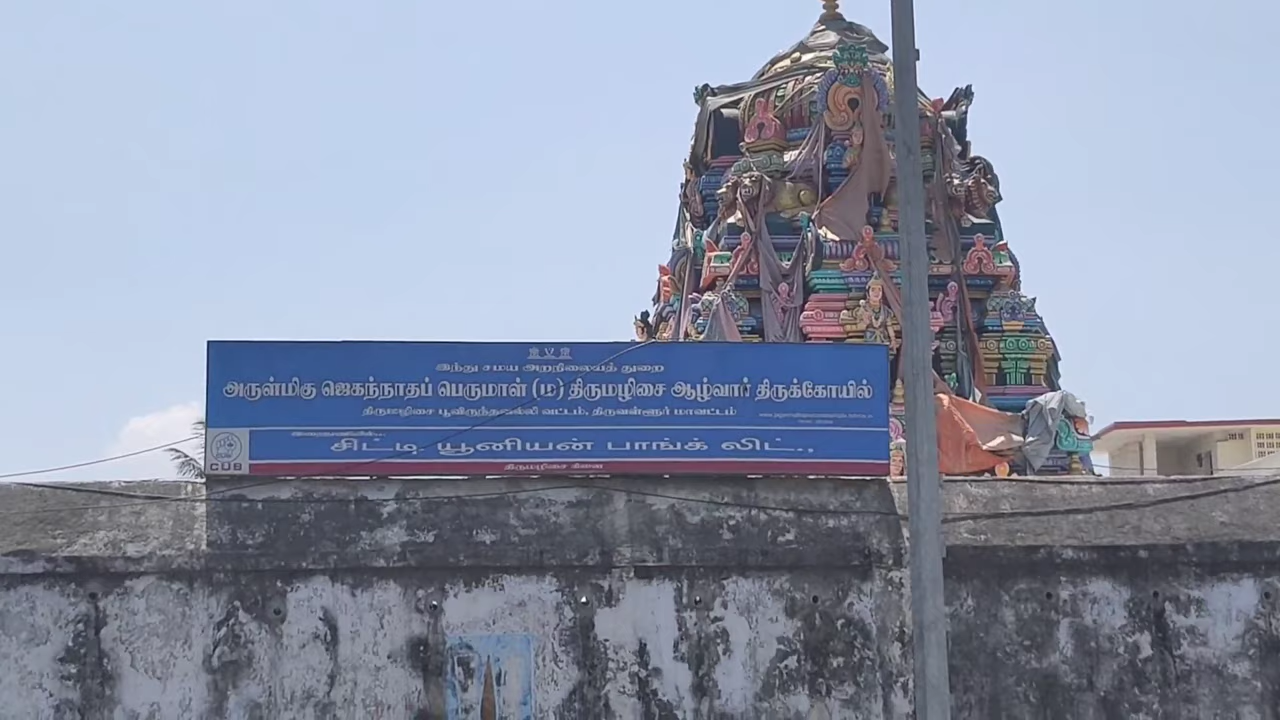 இந்து சமய அறநிலையத் துறை
அருள்மிகு ஜெகந்நாதப் பெருமாள் (ம) திருமழிசை ஆழ்வார் திருக்கோயில்
திருமழிசை பூவிருந்தவல்லி வட்டம், திருவள்ளூர் மாவட்டம்
சிட்டி யூனியன் பாங்க் லிட்.,
CUB
திருமழிசை கிளை